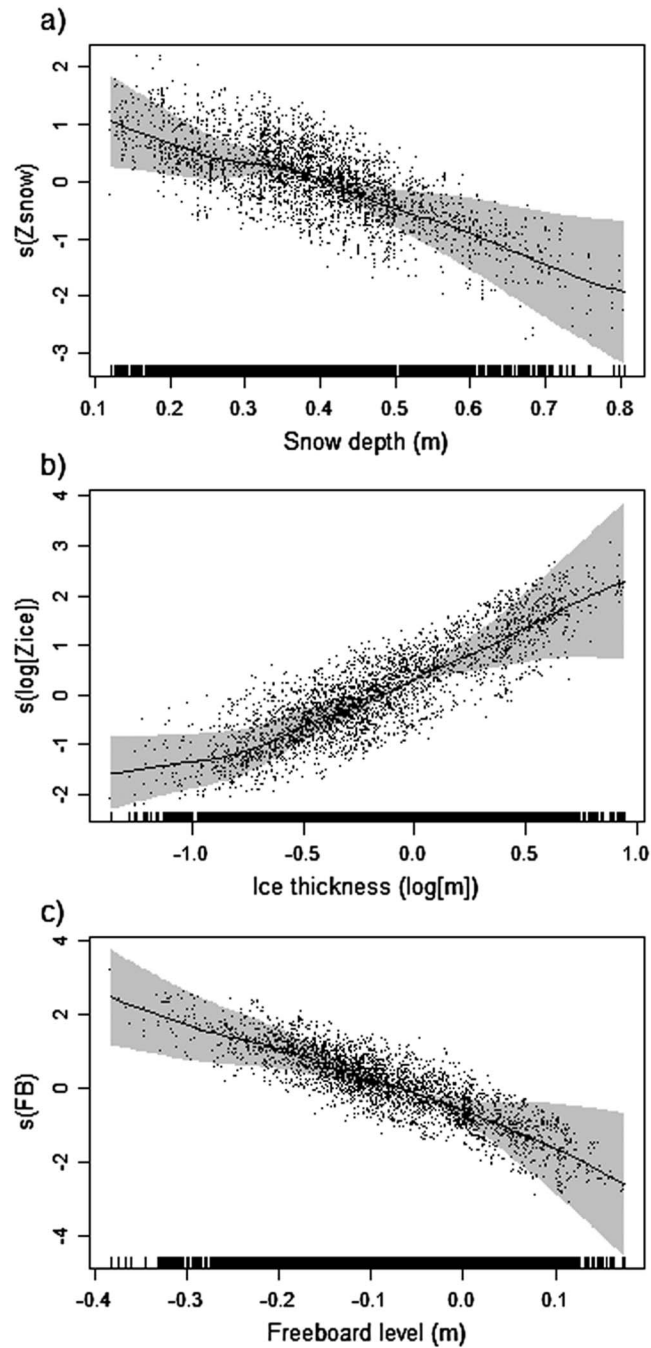 a)
s(Zsnow)
2
1
0
-1
-2
-3
0.1 0.2 0.3 0.4 0.5 0.6 0.7 0.8
Snow depth (m)
b)
s(log[Zice])
4
3
2
1
0
-1
-2
-1.0 -0.5 0.0 0.5 1.0
Ice thickness (log[m])
c)
s(FB)
4
2
0
-2
-4
-0.4 -0.3 -0.2 -0.1 0.0 0.1
Freeboard level (m)